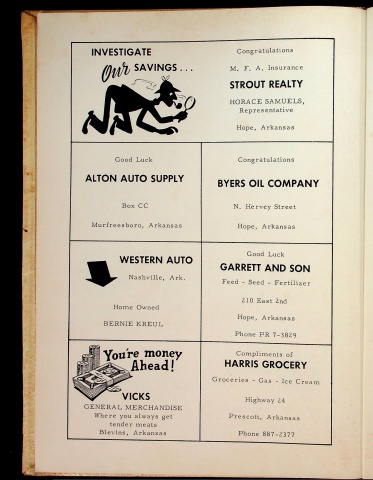 INVESTIGATE
Our SAVINGS...
Congratulations
M. F. A. Insurance
STROUT REALTY
HORACE SAMUELS,
Representative
Hope, Arkansas
Good Luck
ALTON AUTO SUPPLY
Box CC
Murfreesboro, Arkansas
Congratulations
BYERS OIL COMPANY
N. Hervey Street
Hope, Arkansas
WESTERN AUTO
Nashville, Ark.
Home Owned
BERNIE KREUL
Good Luck
GARRETT AND SON
Feed - Seed - Fertilizer
210 East 2nd
Hope, Arkansas
Phone PR 7-3829
You're money
Ahead!
VICKS
GENERAL MERCHANDISE
Where you always get
tender meats
Blevins, Arkansas
Compliments of
HARRIS GROCERY
Groceries - Gas - Ice Cream
Highway 24
Prescott, Arkansas
Phone 887-2377